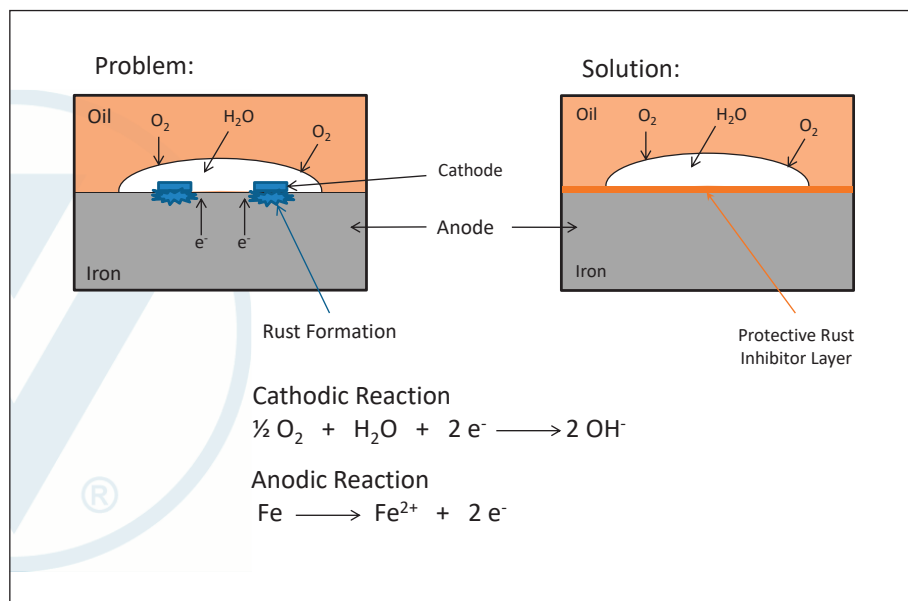 Problem:
Solution:
Oil
O₂
H₂O
O₂
Cathode
Anode
e⁻
e⁻
Iron
Rust Formation
Oil
O₂
H₂O
O₂
Iron
Protective Rust
Inhibitor Layer
Cathodic Reaction
½ O₂ + H₂O + 2 e⁻ ⟶ 2 OH⁻
Anodic Reaction
Fe ⟶ Fe²⁺ + 2 e⁻
®